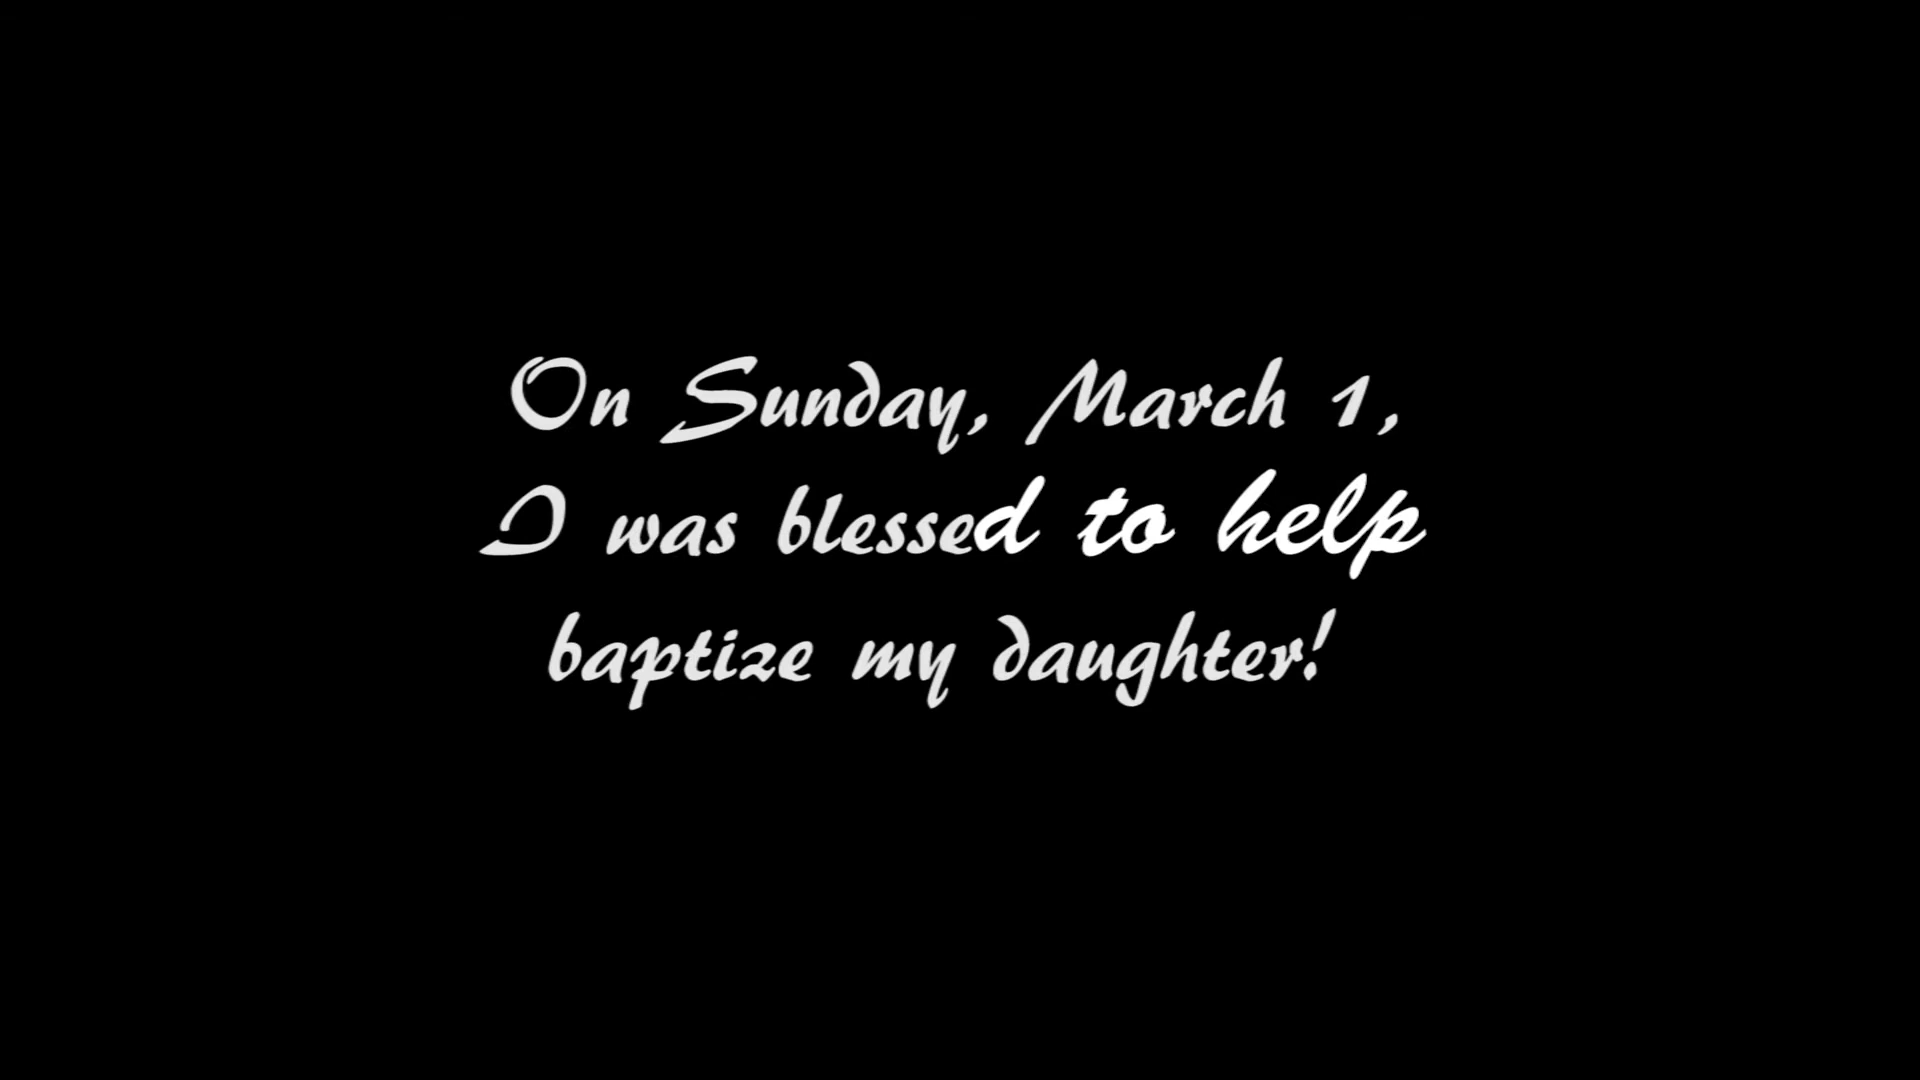 On Sunday, March 1,
I was blessed to help
baptize my daughter!